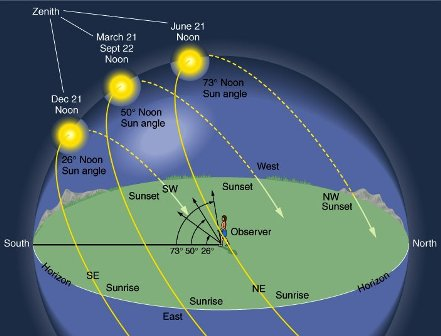 Zenith
June 21
Noon
March 21
Sept 22
Noon
Dec 21
Noon
73° Noon
Sun angle
50° Noon
Sun angle
26° Noon
Sun angle
West
SW
Sunset
Sunset
NW
Sunset
Observer
South
North
73° 50° 26°
Horizon
SE
Sunrise
NE
Sunrise
Sunrise
Horizon
East